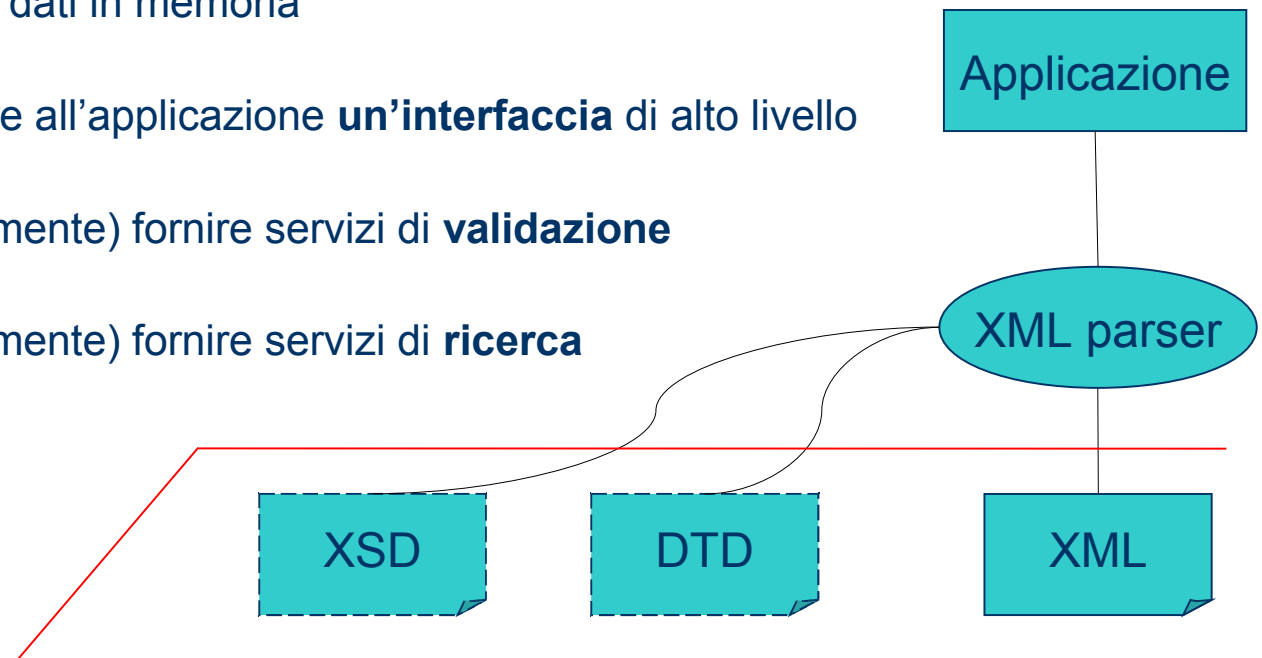 dati in memoria
e all’applicazione un’interfaccia di alto livello
mente) fornire servizi di validazione
mente) fornire servizi di ricerca
Applicazione
XML parser
XSD
DTD
XML